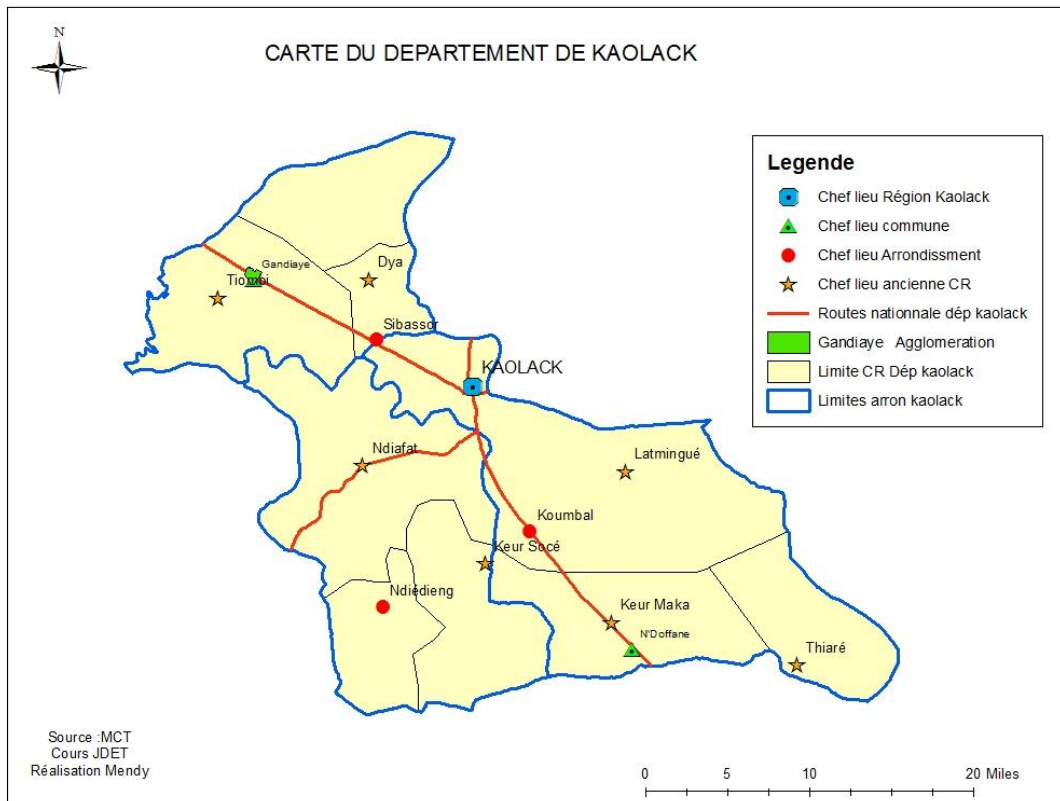 N
CARTE DU DEPARTEMENT DE KAOLACK
Legende
Chef lieu Région Kaolack
Chef lieu commune
Chef lieu Arrondissment
Chef lieu ancienne CR
Routes nationnale dép kaolack
Gandiaye Agglomeration
Limite CR Dép kaolack
Limites arron kaolack
Gandiaye
Dya
Tiombi
Sibassor
KAOLACK
Ndiafat
Latmingué
Koumbal
Keur Socé
Ndiédieng
Keur Maka
N'Doffane
Thiaré
Source :MCT
Cours JDET
Réalisation Mendy
0 5 10 20 Miles